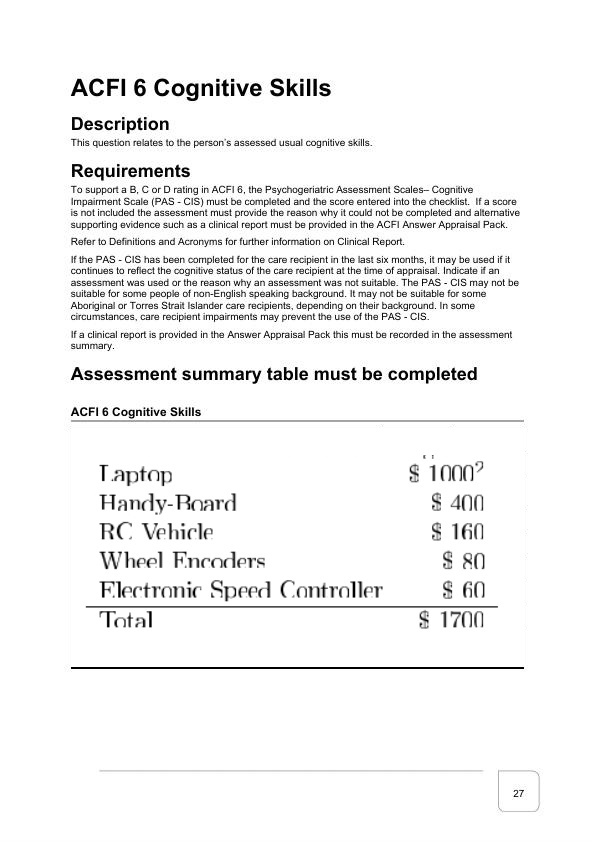 ACFI 6 Cognitive Skills
Description
This question relates to the person's assessed usual cognitive skills.
Requirements
To support a B, C or D rating in ACFI 6, the Psychogeriatric Assessment Scales– Cognitive
Impairment Scale (PAS - CIS) must be completed and the score entered into the checklist.  If a score
is not included the assessment must provide the reason why it could not be completed and alternative
supporting evidence such as a clinical report must be provided in the ACFI Answer Appraisal Pack.
Refer to Definitions and Acronyms for further information on Clinical Report.
If the PAS - CIS has been completed for the care recipient in the last six months, it may be used if it
continues to reflect the cognitive status of the care recipient at the time of appraisal. Indicate if an
assessment was used or the reason why an assessment was not suitable. The PAS - CIS may not be
suitable for some people of non-English speaking background. It may not be suitable for some
Aboriginal or Torres Strait Islander care recipients, depending on their background. In some
circumstances, care recipient impairments may prevent the use of the PAS - CIS.
If a clinical report is provided in the Answer Appraisal Pack this must be recorded in the assessment
summary.
Assessment summary table must be completed
ACFI 6 Cognitive Skills
Laptop $ 1000²
Handy-Board $ 400
RC Vehicle $ 160
Wheel Encoders $ 80
Electronic Speed Controller $ 60
Total $ 1700
27